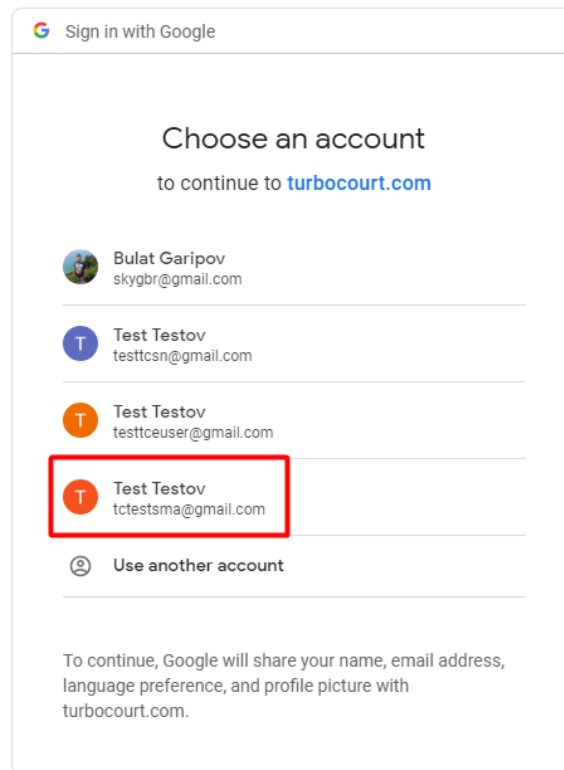 Sign in with Google
Choose an account
to continue to turbocourt.com
Bulat Garipov
skygbr@gmail.com
T
Test Testov
testtcsn@gmail.com
T
Test Testov
testtceuser@gmail.com
T
Test Testov
tctestsma@gmail.com
Use another account
To continue, Google will share your name, email address,
language preference, and profile picture with
turbocourt.com.